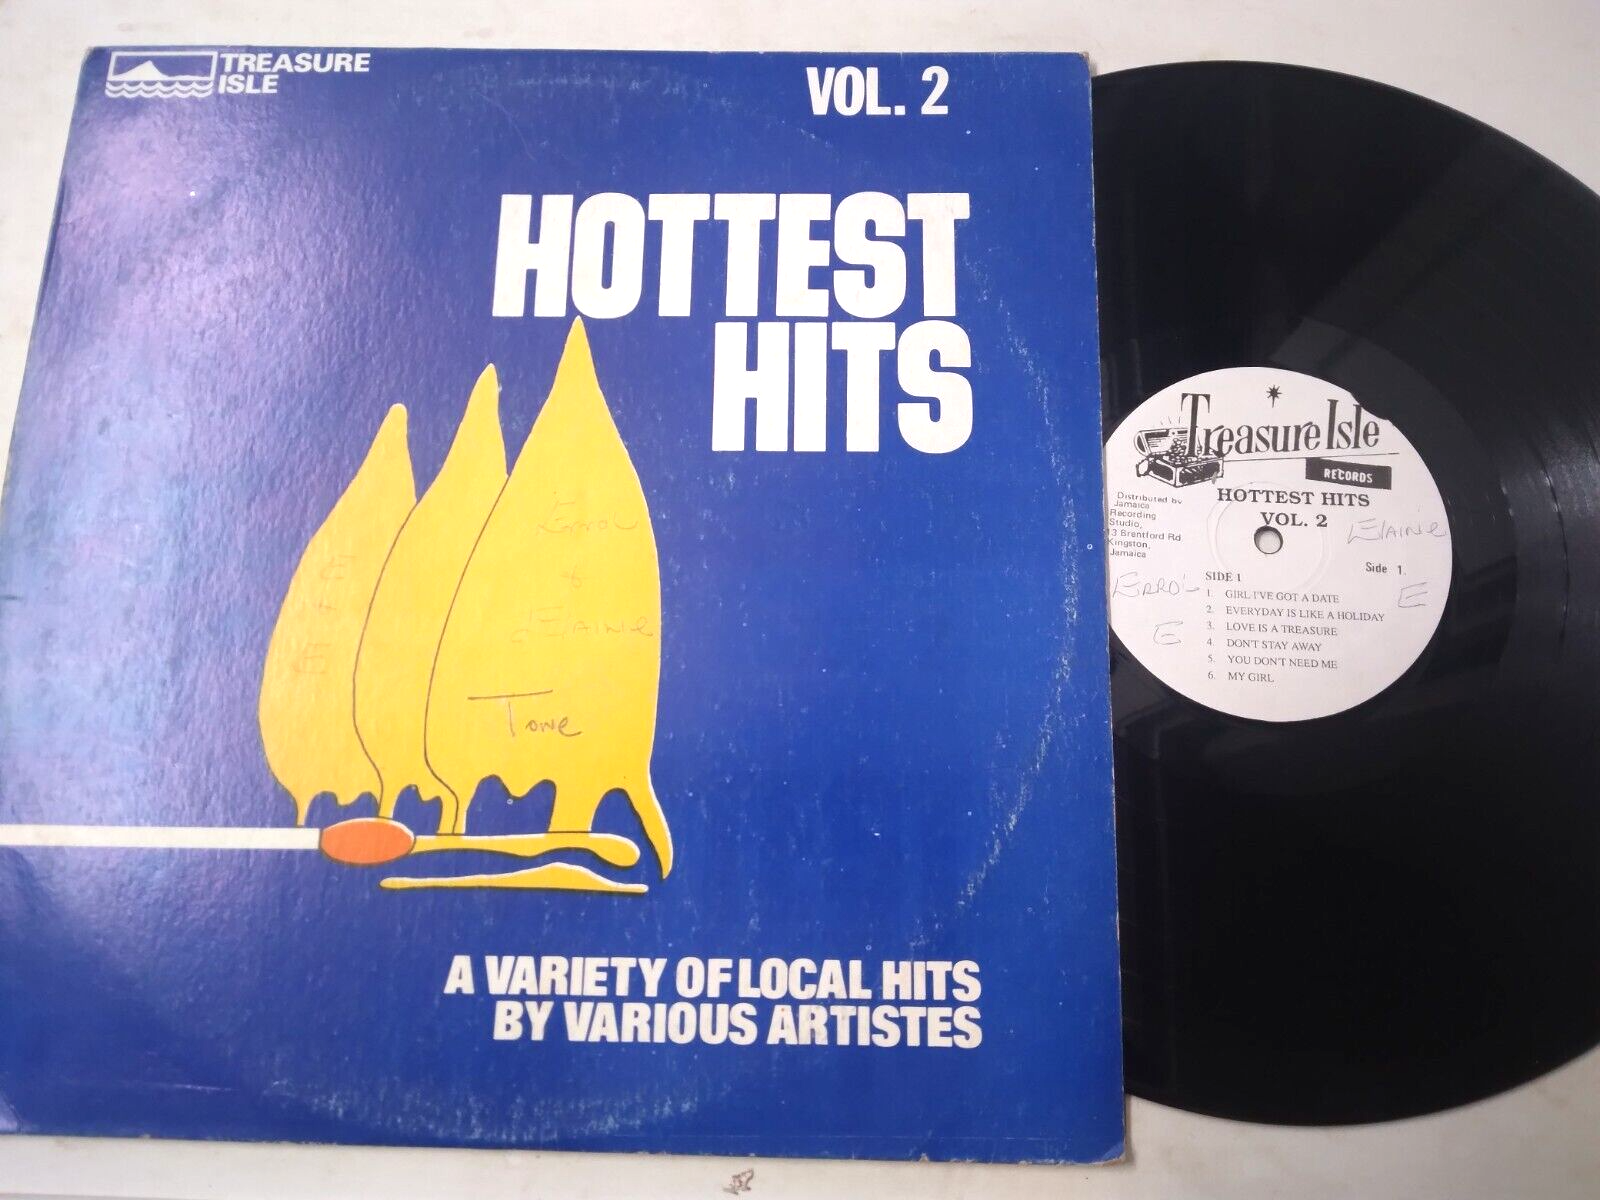 TREASURE
ISLE
VOL. 2
HOTTEST
HITS
Errol
&
Elaine
E
&
E
Tone
A VARIETY OF LOCAL HITS
BY VARIOUS ARTISTES
Treasure Isle
RECORDS
HOTTEST HITS
VOL. 2
Distributed by
Jamaica
Recording
Studio,
13 Brentford Rd
Kingston,
Jamaica
Elaine
Side 1.
Errol
E
E
SIDE 1
1. GIRL I'VE GOT A DATE
2. EVERYDAY IS LIKE A HOLIDAY
3. LOVE IS A TREASURE
4. DON'T STAY AWAY
5. YOU DON'T NEED ME
6. MY GIRL